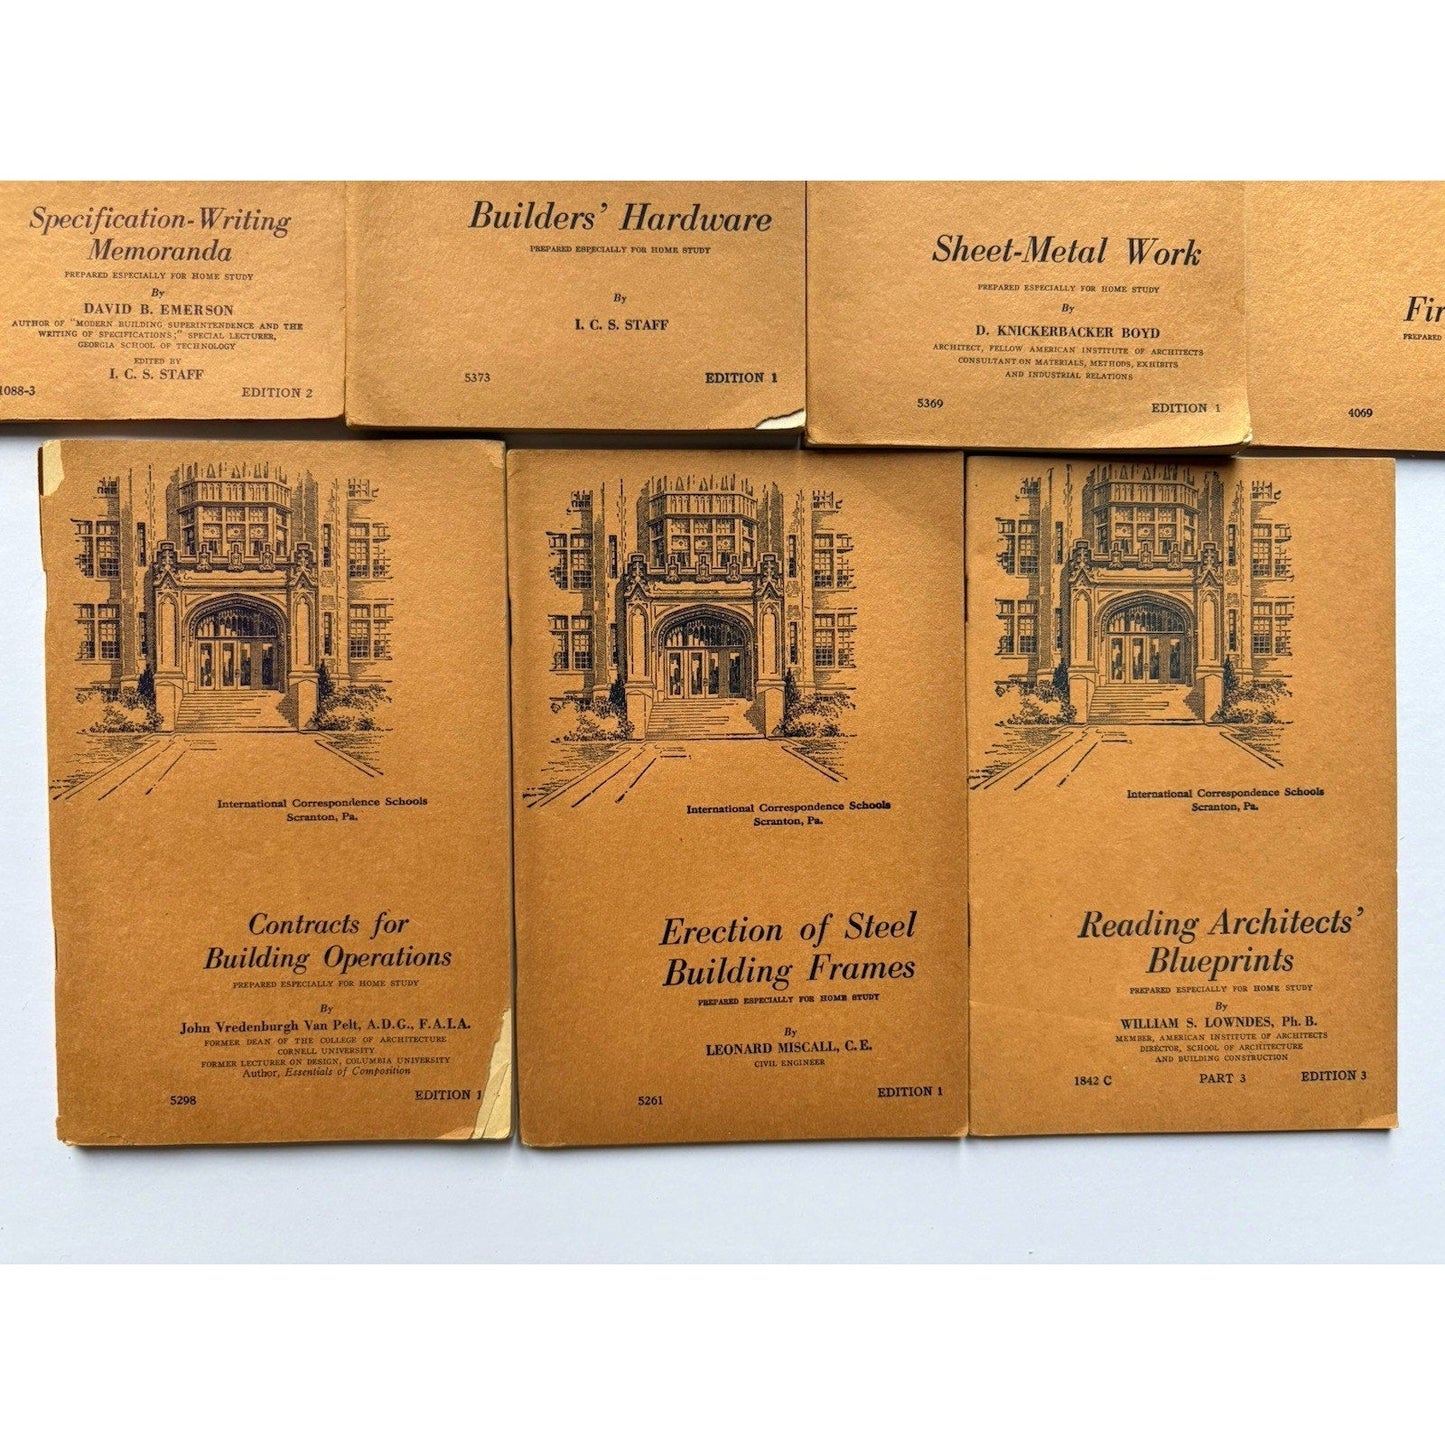 Specification-Writing
Memoranda
PREPARED ESPECIALLY FOR HOME STUDY
By
DAVID B. EMERSON
AUTHOR OF "MODERN BUILDING SUPERINTENDENCE AND THE
WRITING OF SPECIFICATIONS;" SPECIAL LECTURER,
GEORGIA SCHOOL OF TECHNOLOGY
EDITED BY
I. C. S. STAFF
1088-3 EDITION 2
Builders' Hardware
PREPARED ESPECIALLY FOR HOME STUDY
By
I. C. S. STAFF
5373 EDITION 1
Sheet-Metal Work
PREPARED ESPECIALLY FOR HOME STUDY
By
D. KNICKERBACKER BOYD
ARCHITECT, FELLOW AMERICAN INSTITUTE OF ARCHITECTS
CONSULTANT ON MATERIALS, METHODS, EXHIBITS
AND INDUSTRIAL RELATIONS
5369 EDITION 1
Fir
PREPARED
4069
International Correspondence Schools
Scranton, Pa.
Contracts for
Building Operations
PREPARED ESPECIALLY FOR HOME STUDY
By
John Vredenburgh Van Pelt, A.D.G., F.A.I.A.
FORMER DEAN OF THE COLLEGE OF ARCHITECTURE
CORNELL UNIVERSITY
FORMER LECTURER ON DESIGN, COLUMBIA UNIVERSITY
Author, Essentials of Composition
5298 EDITION 1
International Correspondence Schools
Scranton, Pa.
Erection of Steel
Building Frames
PREPARED ESPECIALLY FOR HOME STUDY
By
LEONARD MISCALL, C.E.
CIVIL ENGINEER
5261 EDITION 1
International Correspondence Schools
Scranton, Pa.
Reading Architects'
Blueprints
PREPARED ESPECIALLY FOR HOME STUDY
By
WILLIAM S. LOWNDES, Ph. B.
MEMBER, AMERICAN INSTITUTE OF ARCHITECTS
DIRECTOR, SCHOOL OF ARCHITECTURE
AND BUILDING CONSTRUCTION
1842 C PART 3 EDITION 3